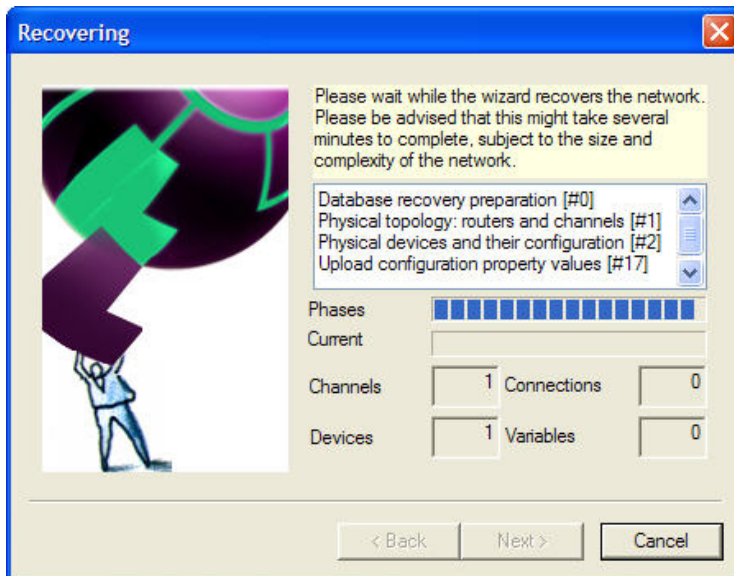 Recovering
Please wait while the wizard recovers the network.
Please be advised that this might take several
minutes to complete, subject to the size and
complexity of the network.
Database recovery preparation [#0]
Physical topology: routers and channels [#1]
Physical devices and their configuration [#2]
Upload configuration property values [#17]
Phases
Current
Channels 1 Connections 0
Devices 1 Variables 0
< Back Next > Cancel